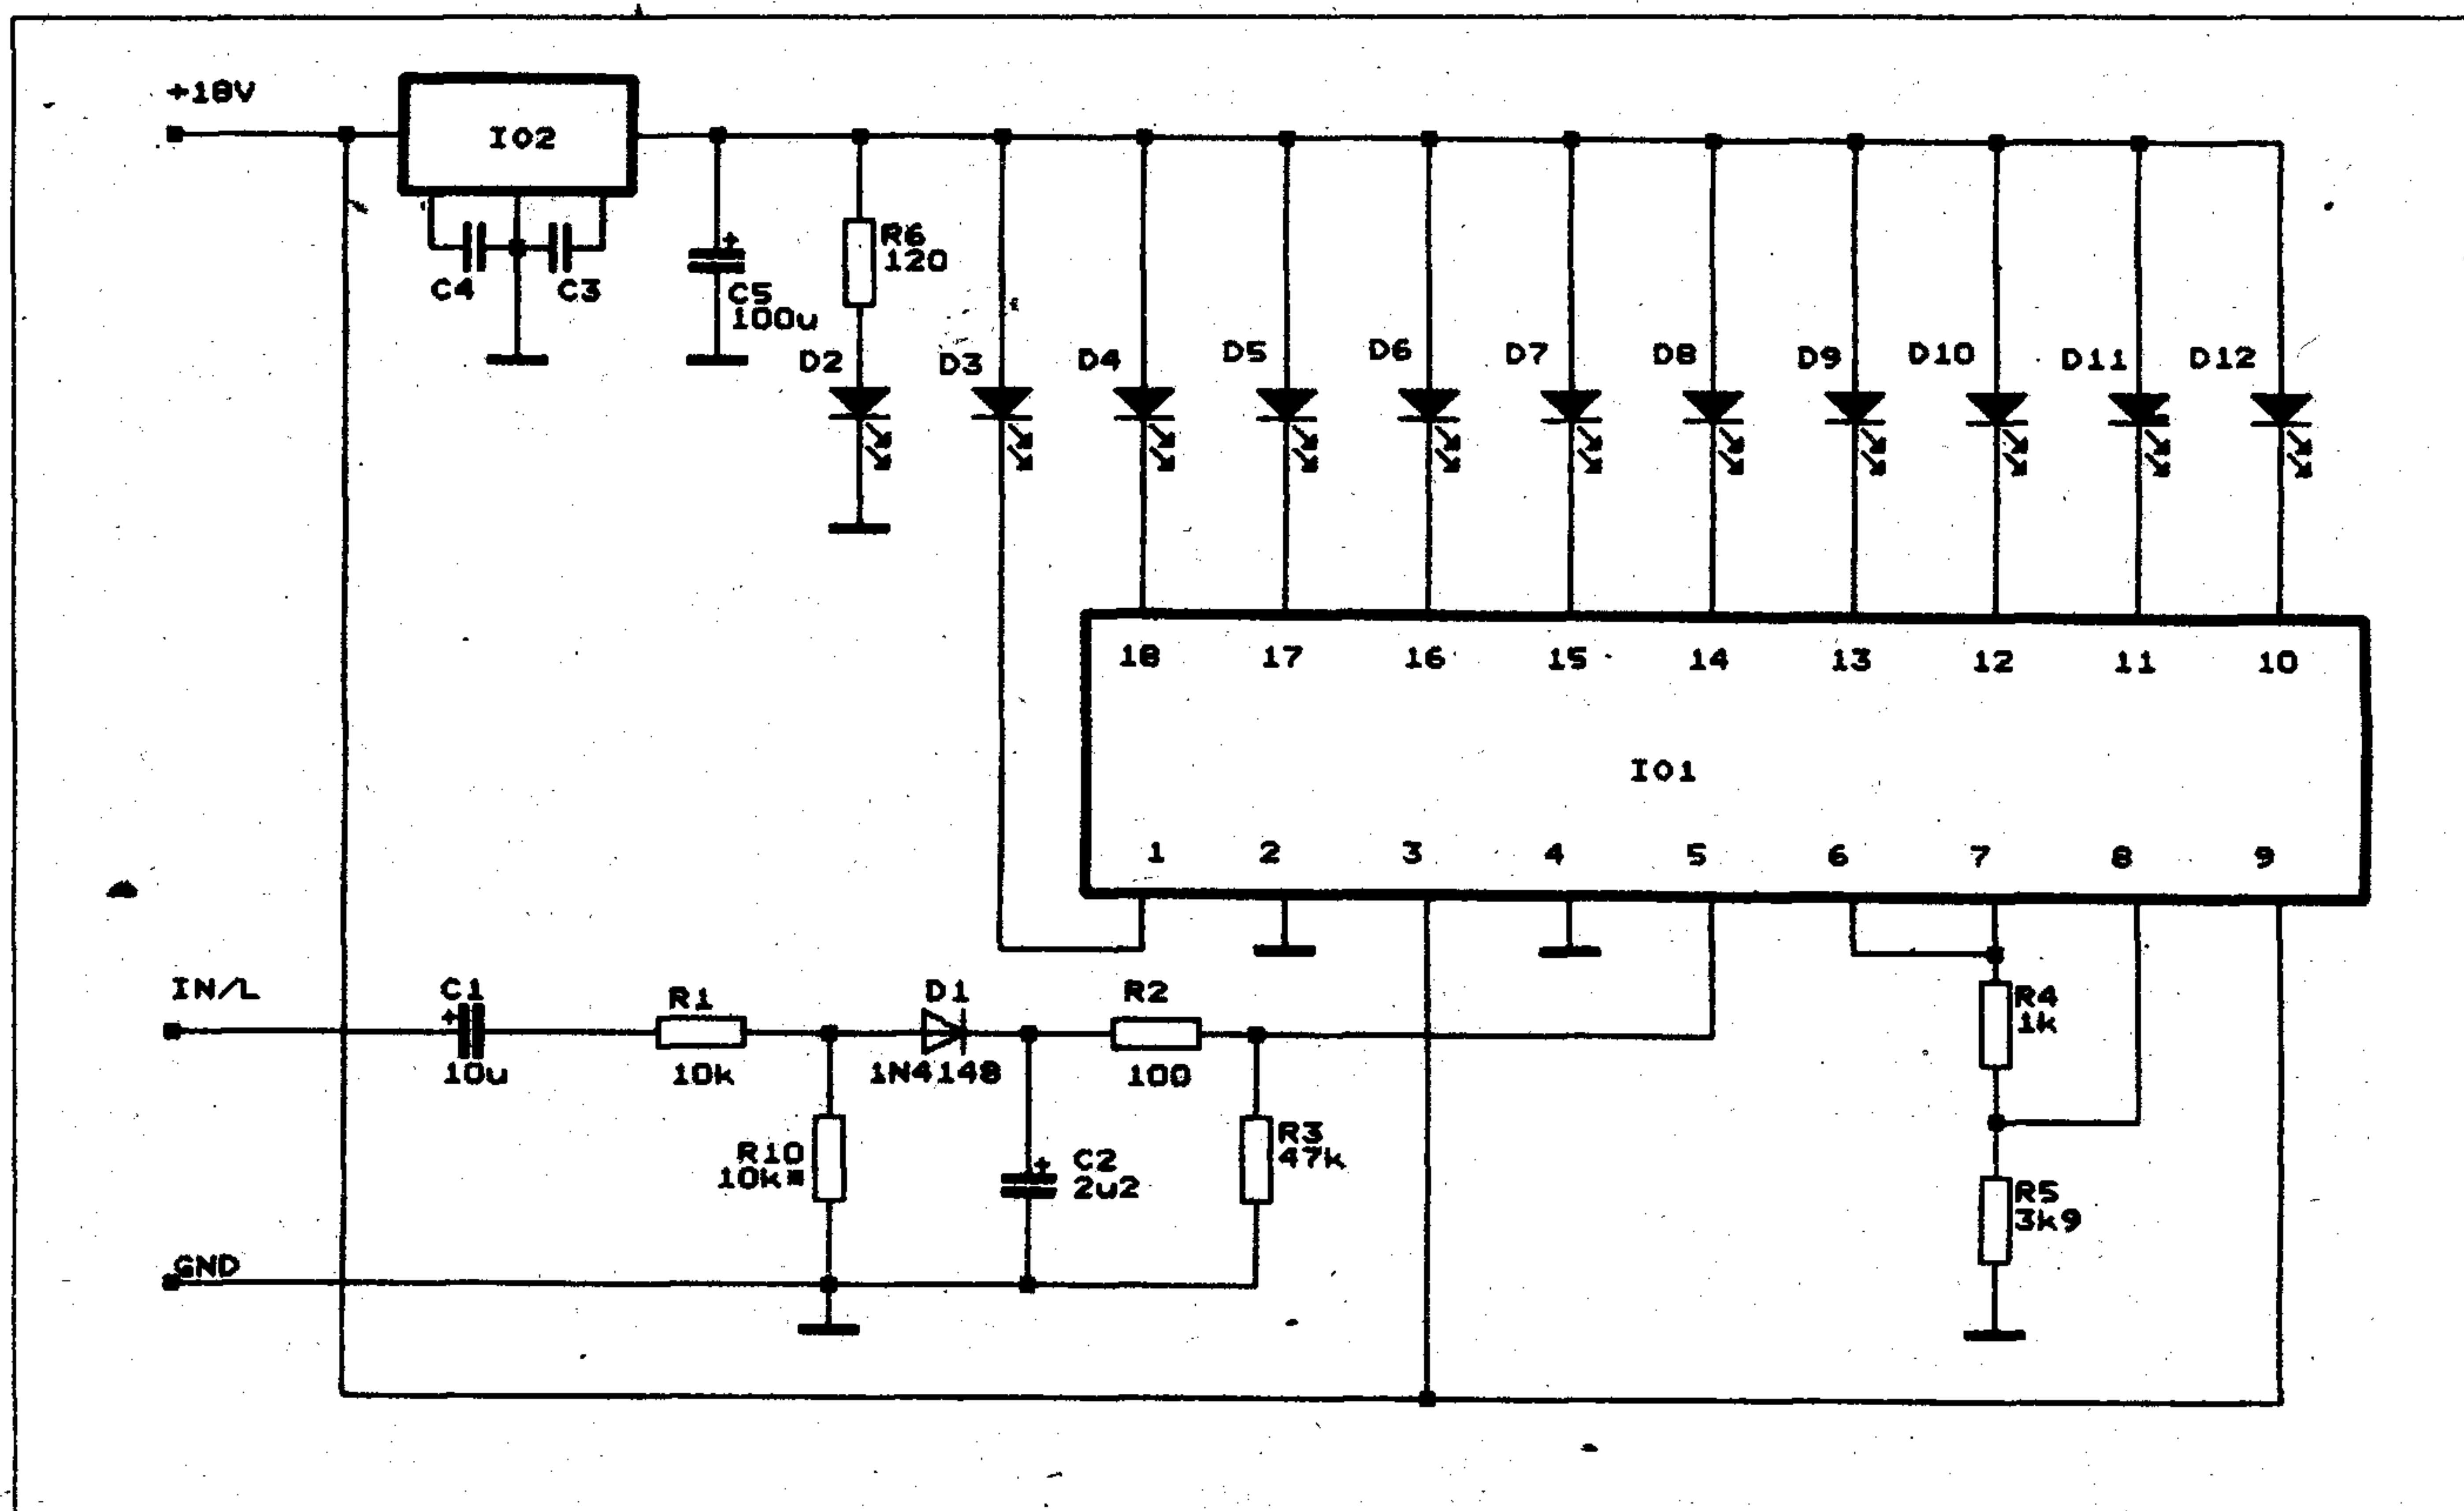 +18V
IO2
C4
C3
C5
100u
R6
120
D2
D3
D4
D5
D6
D7
D8
D9
D10
D11
D12
18
17
16
15
14
13
12
11
10
IO1
1
2
3
4
5
6
7
8
9
IN/L
C1
+
10u
R1
10k
D1
1N4148
R2
100
R10
10k*
+
C2
2u2
R3
47k
R4
1k
R5
3k9
GND
+